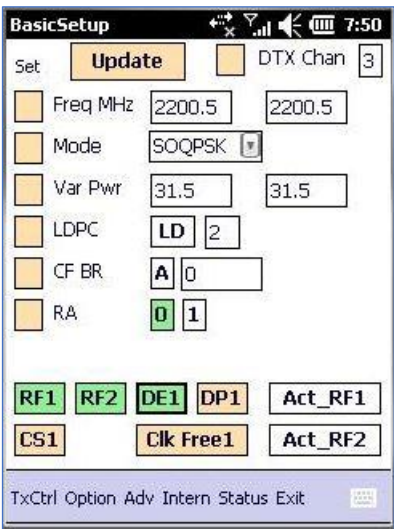 BasicSetup 7:50
Set Update DTX Chan 3
Freq MHz 2200.5 2200.5
Mode SOQPSK
Var Pwr 31.5 31.5
LDPC LD 2
CF BR A 0
RA 0 1
RF1 RF2 DE1 DP1 Act_RF1
CS1 Clk Free1 Act_RF2
TxCtrl Option Adv Intern Status Exit